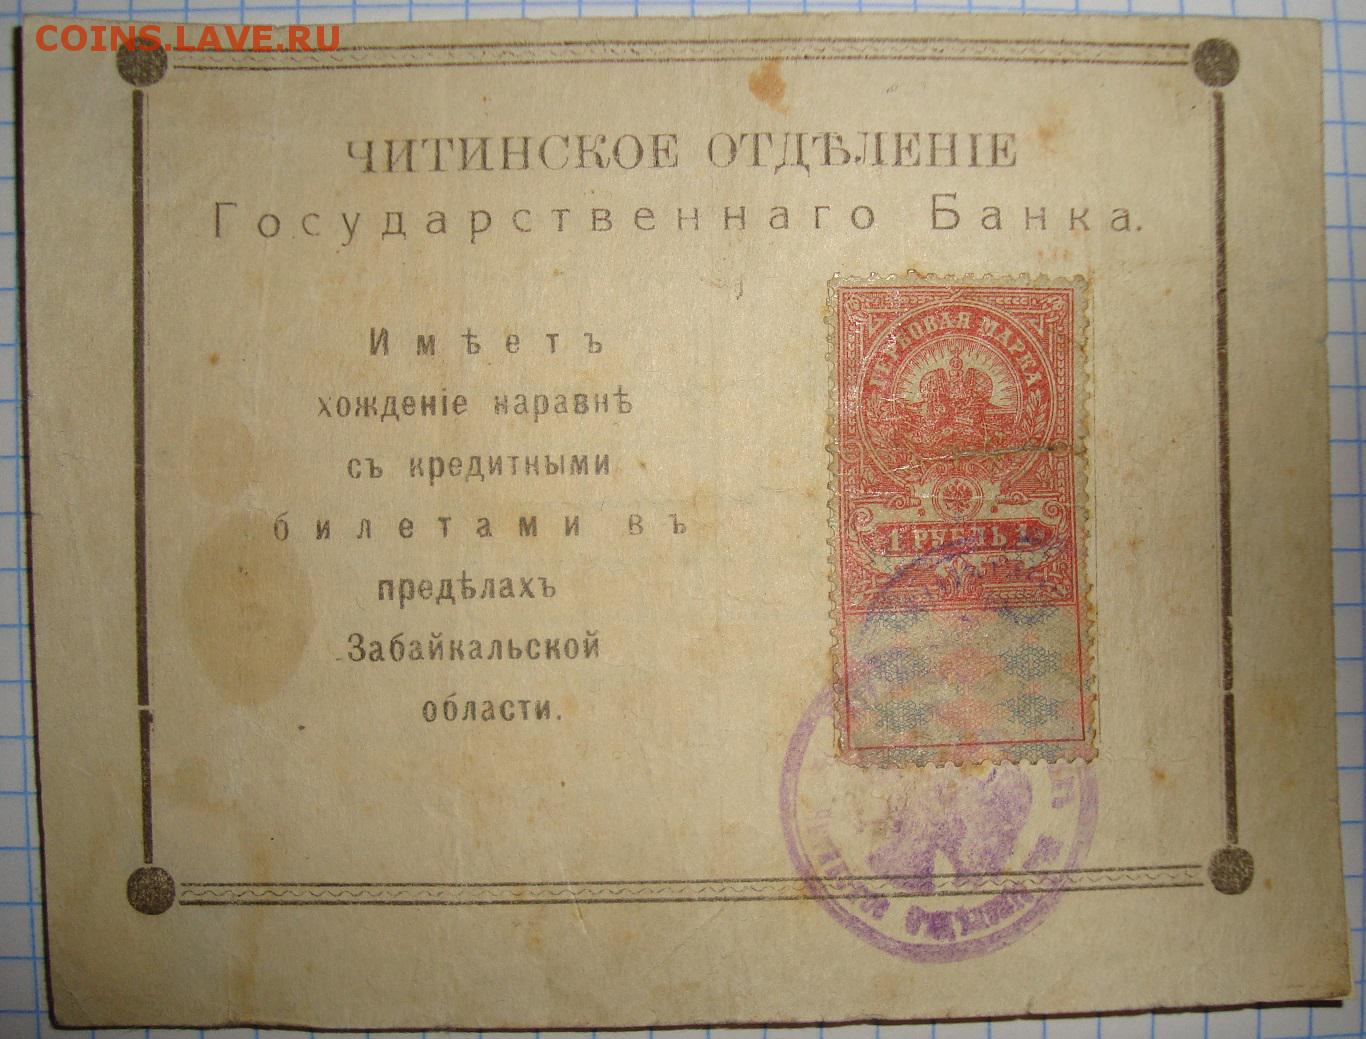 COINS.LAVE.RU
ЧИТИНСКОЕ ОТДѢЛЕНІЕ
Государственнаго Банка.
Имѣетъ
хожденіе наравнѣ
съ кредитными
билетами въ
предѣлахъ
Забайкальской
области.
ГЕРБОВАЯ МАРКА
1 РУБЛЬ 1